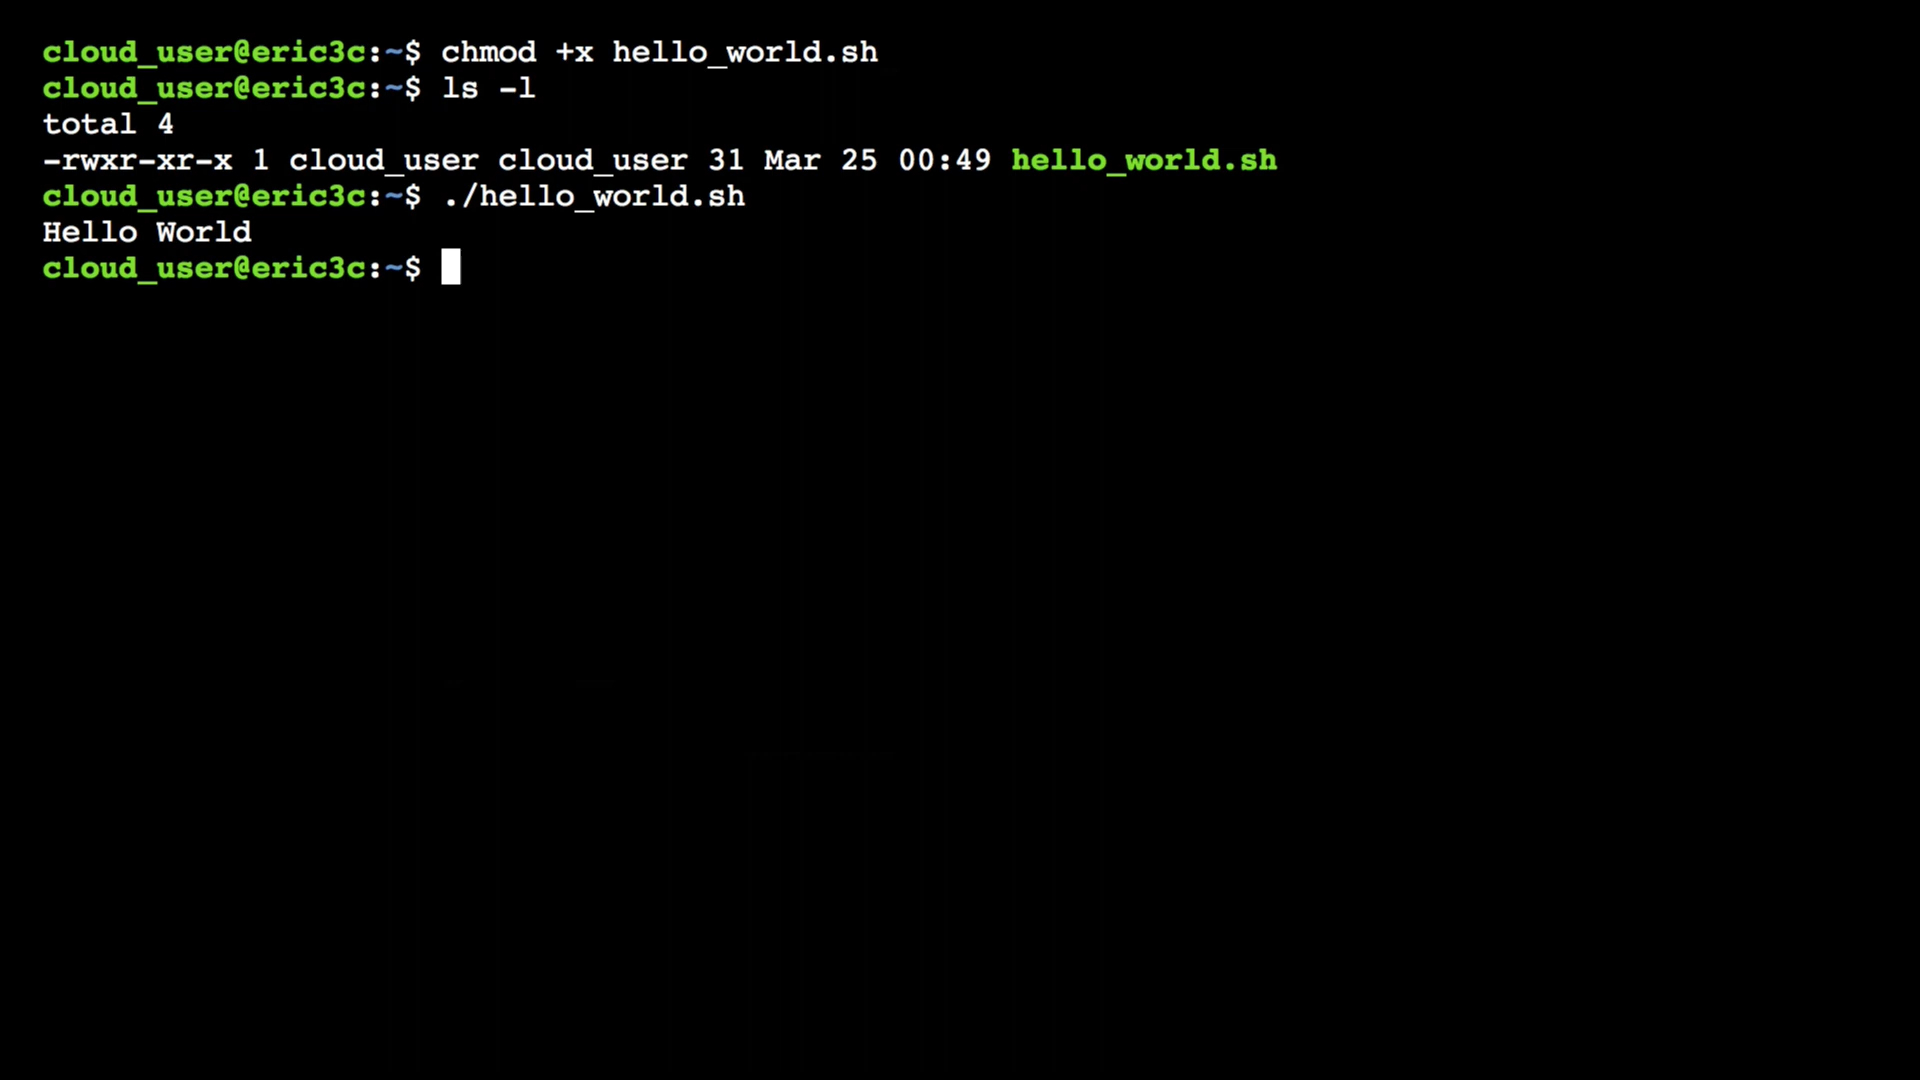 cloud_user@eric3c:~$ chmod +x hello_world.sh
cloud_user@eric3c:~$ ls -l
total 4
-rwxr-xr-x 1 cloud_user cloud_user 31 Mar 25 00:49 hello_world.sh
cloud_user@eric3c:~$ ./hello_world.sh
Hello World
cloud_user@eric3c:~$